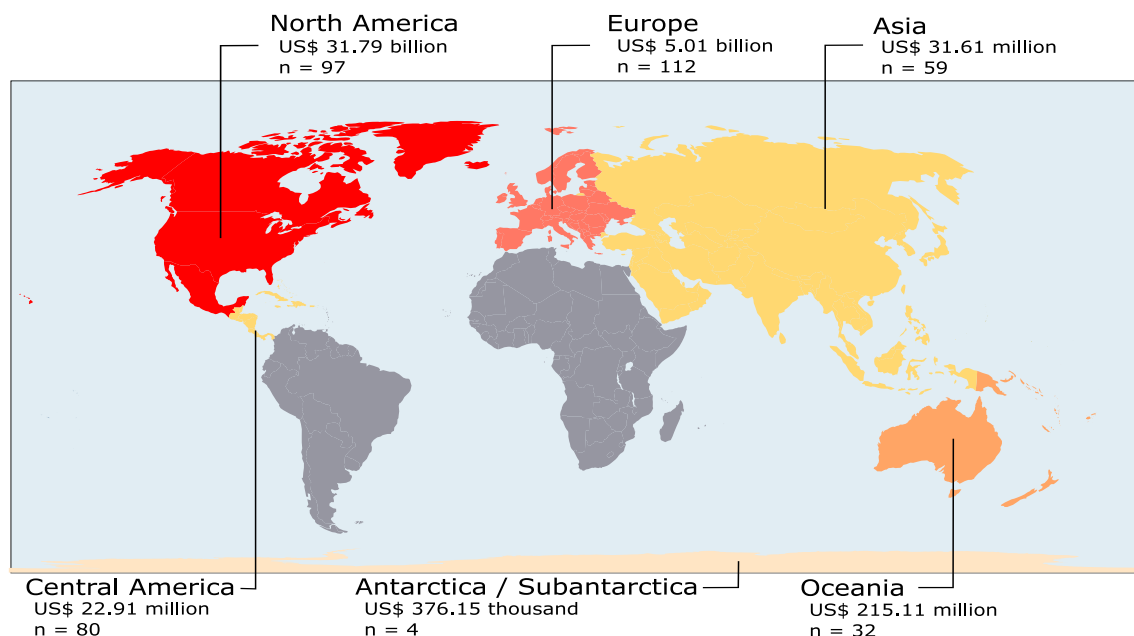 North America
US$ 31.79 billion
n = 97
Europe
US$ 5.01 billion
n = 112
Asia
US$ 31.61 million
n = 59
Central America
US$ 22.91 million
n = 80
Antarctica / Subantarctica
US$ 376.15 thousand
n = 4
Oceania
US$ 215.11 million
n = 32